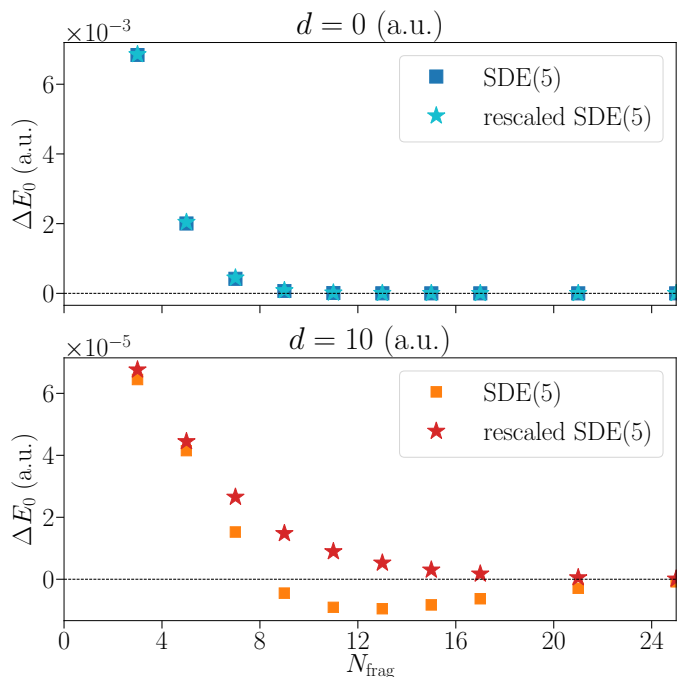 d = 0 (a.u.)
×10⁻³
ΔE₀ (a.u.)
6
4
2
0
SDE(5)
rescaled SDE(5)
d = 10 (a.u.)
×10⁻⁵
ΔE₀ (a.u.)
6
4
2
0
SDE(5)
rescaled SDE(5)
0 4 8 12 16 20 24
N_frag